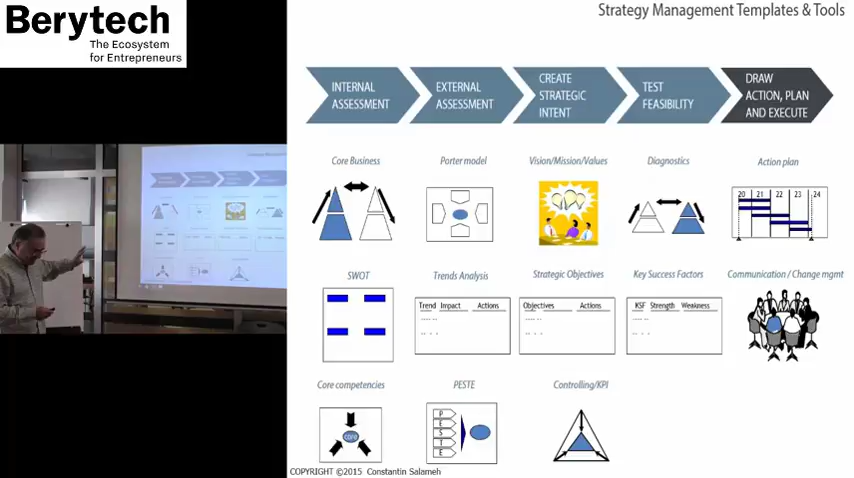 Berytech
The Ecosystem
for Entrepreneurs
Strategy Management Templates & Tools
INTERNAL
ASSESSMENT
EXTERNAL
ASSESSMENT
CREATE
STRATEGIC
INTENT
TEST
FEASIBILITY
DRAW
ACTION, PLAN
AND EXECUTE
Core Business
Porter model
Vision/Mission/Values
Diagnostics
Action plan
20 21 22 23 24
SWOT
Trends Analysis
Strategic Objectives
Key Success Factors
Communication / Change mgmt
Trend Impact Actions
Objectives Actions
KSF Strength Weakness
Core competencies
PESTE
Controlling/KPI
core
P
E
S
T
E
COPYRIGHT ©2015 Constantin Salameh